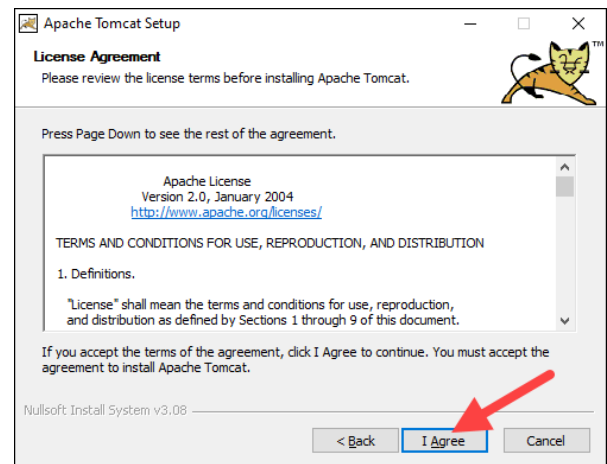 Apache Tomcat Setup
License Agreement
Please review the license terms before installing Apache Tomcat.
TM
Press Page Down to see the rest of the agreement.
Apache License
Version 2.0, January 2004
http://www.apache.org/licenses/
TERMS AND CONDITIONS FOR USE, REPRODUCTION, AND DISTRIBUTION
1. Definitions.
"License" shall mean the terms and conditions for use, reproduction,
and distribution as defined by Sections 1 through 9 of this document.
If you accept the terms of the agreement, click I Agree to continue. You must accept the
agreement to install Apache Tomcat.
Nullsoft Install System v3.08
< Back I Agree Cancel